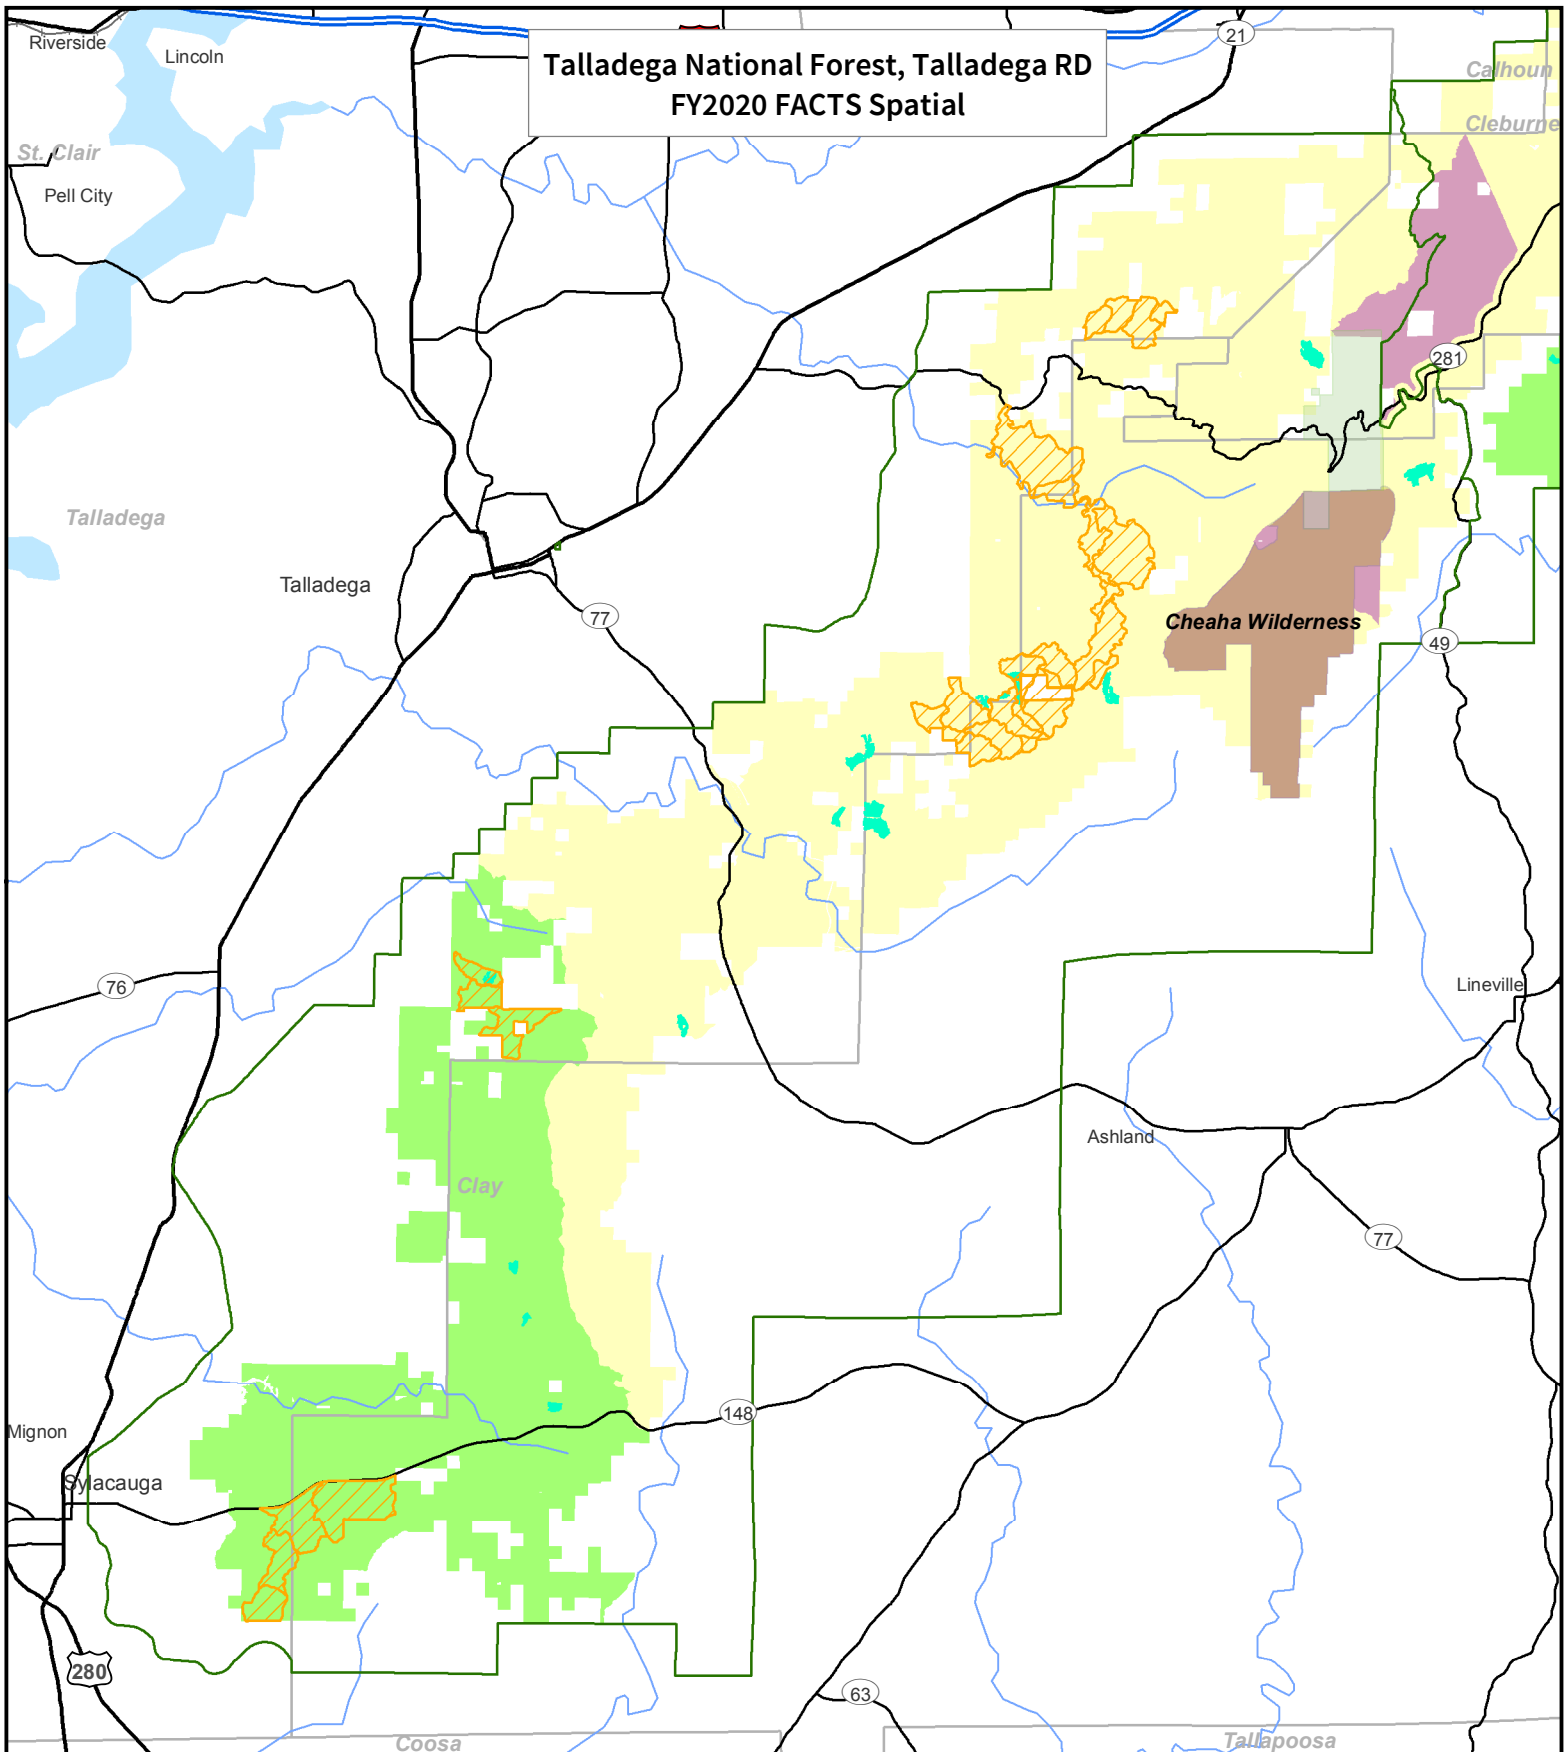 Talladega National Forest, Talladega RD
FY2020 FACTS Spatial
21
Riverside
Lincoln
Calhoun
Cleburne
St. Clair
Pell City
281
Talladega
Talladega
77
Cheaha Wilderness
49
76
Lineville
Ashland
Clay
77
148
Mignon
Sylacauga
280
63
Coosa
Tallapoosa